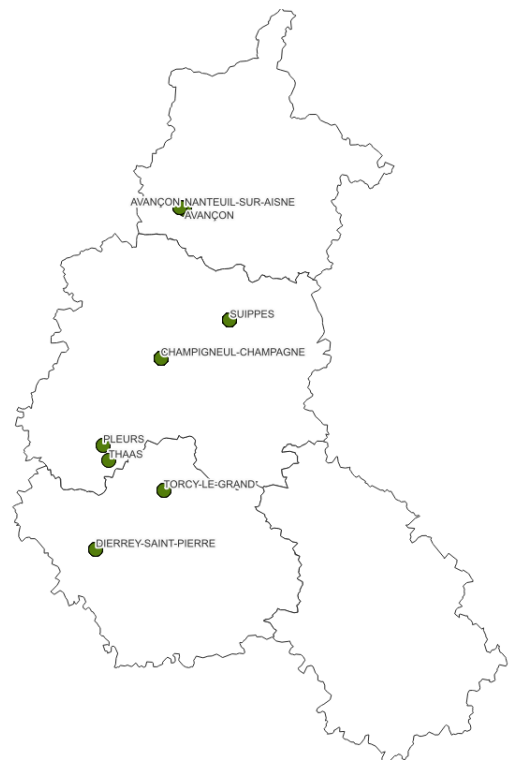 AVANÇON NANTEUIL-SUR-AISNE
AVANÇON
SUIPPES
CHAMPIGNEUL-CHAMPAGNE
PLEURS
THAAS
TORCY-LE-GRAND
DIERREY-SAINT-PIERRE